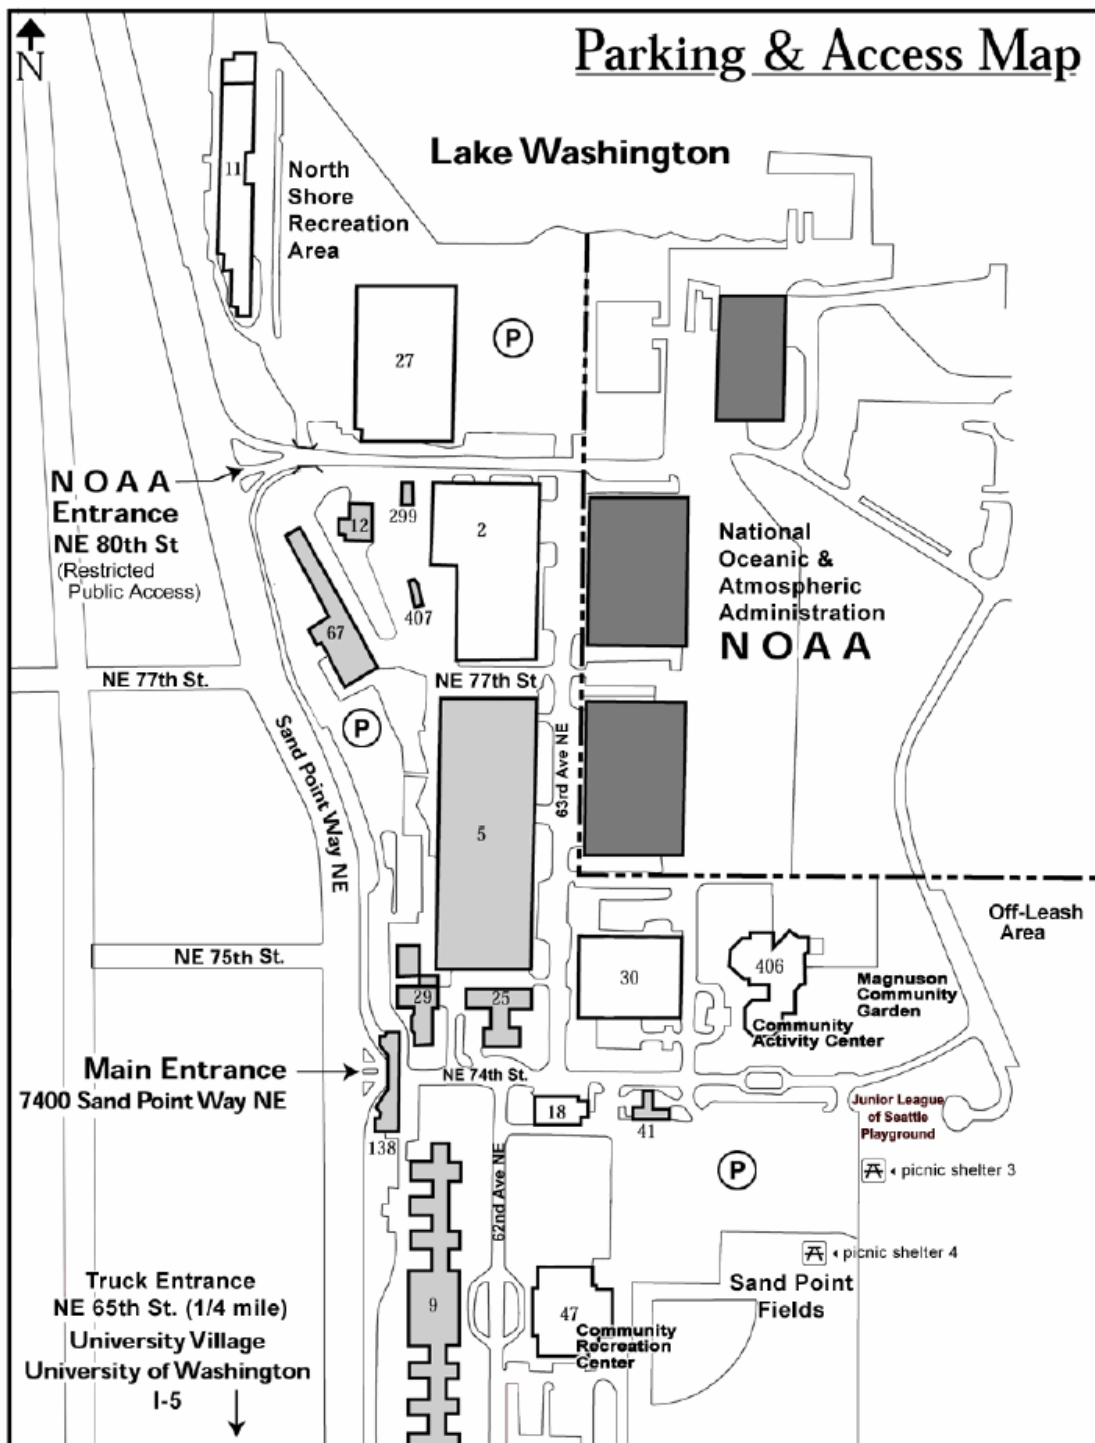 Parking & Access Map
N
Lake Washington
11
North
Shore
Recreation
Area
P
27
NOAA
Entrance
NE 80th St
(Restricted
Public Access)
12
299
2
407
67
National
Oceanic &
Atmospheric
Administration
NOAA
NE 77th St.
NE 77th St
P
Sand Point Way NE
63rd Ave NE
5
Off-Leash
Area
NE 75th St.
30
406
Magnuson
Community
Garden
Community
Activity Center
29
25
Main Entrance
7400 Sand Point Way NE
NE 74th St.
138
18
41
Junior League
of Seattle
Playground
P
picnic shelter 3
62nd Ave NE
picnic shelter 4
Truck Entrance
NE 65th St. (1/4 mile)
University Village
University of Washington
I-5
9
47
Community
Recreation
Center
Sand Point
Fields